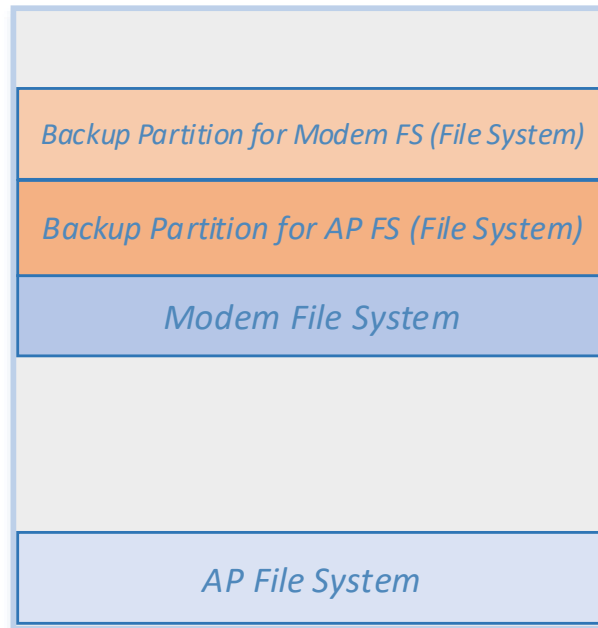 Backup Partition for Modem FS (File System)
Backup Partition for AP FS (File System)
Modem File System
AP File System